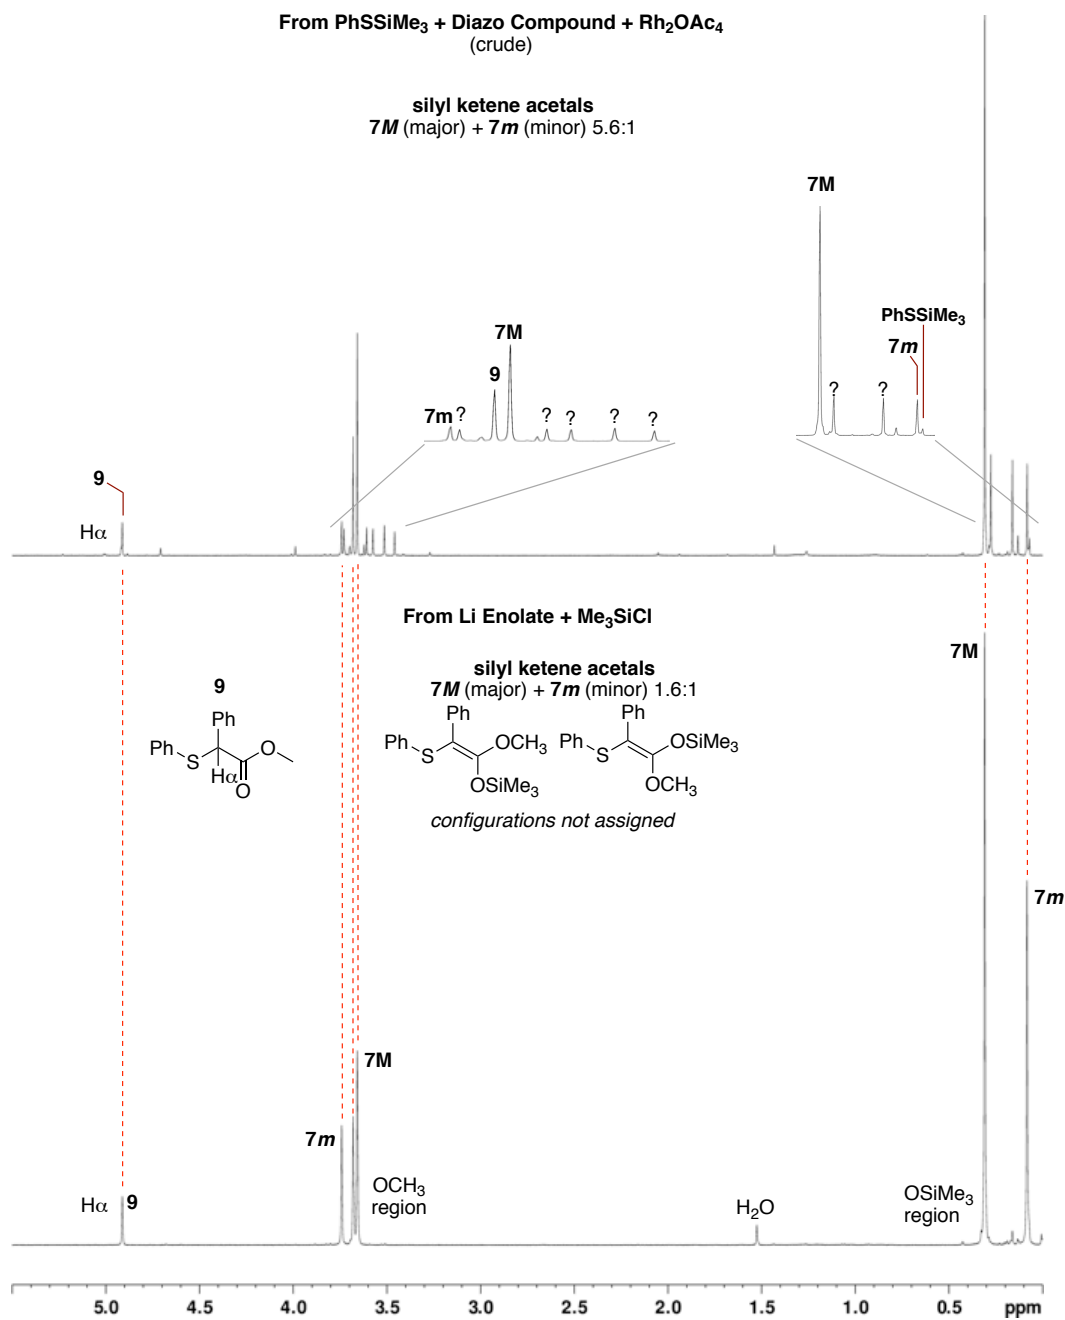 From PhSSiMe₃ + Diazo Compound + Rh₂OAc₄
(crude)
silyl ketene acetals
7M (major) + 7m (minor) 5.6:1
7M
PhSSiMe₃
7m
?
?
7M
9
7m
?
?
?
?
?
9
Hα
From Li Enolate + Me₃SiCl
silyl ketene acetals
7M (major) + 7m (minor) 1.6:1
9
Ph
Ph
S
O
Hα
O
Ph
Ph
S
OCH₃
OSiMe₃
Ph
Ph
S
OSiMe₃
OCH₃
configurations not assigned
7M
7m
7M
7m
OCH₃
region
Hα
9
H₂O
OSiMe₃
region
5.0 4.5 4.0 3.5 3.0 2.5 2.0 1.5 1.0 0.5 ppm